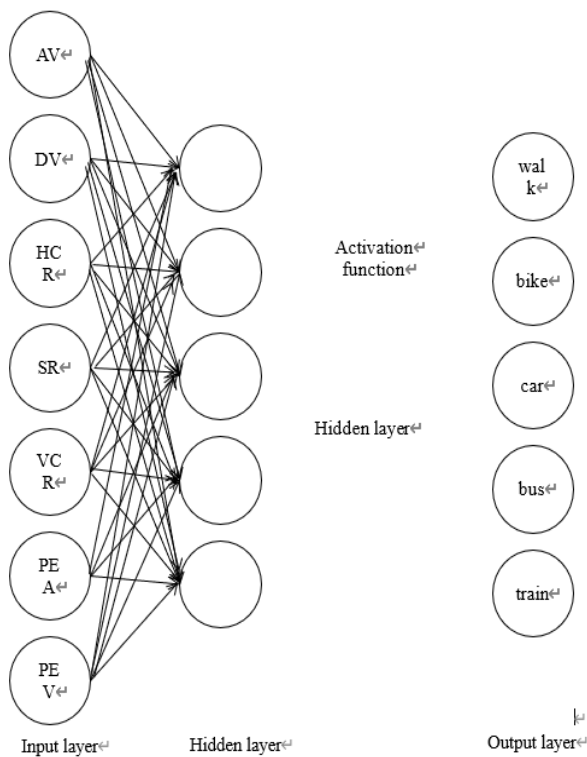 AV
DV
HC
R
SR
VC
R
PE
A
PE
V
Activation
function
Hidden layer
wal
k
bike
car
bus
train
Input layer
Hidden layer
Output layer